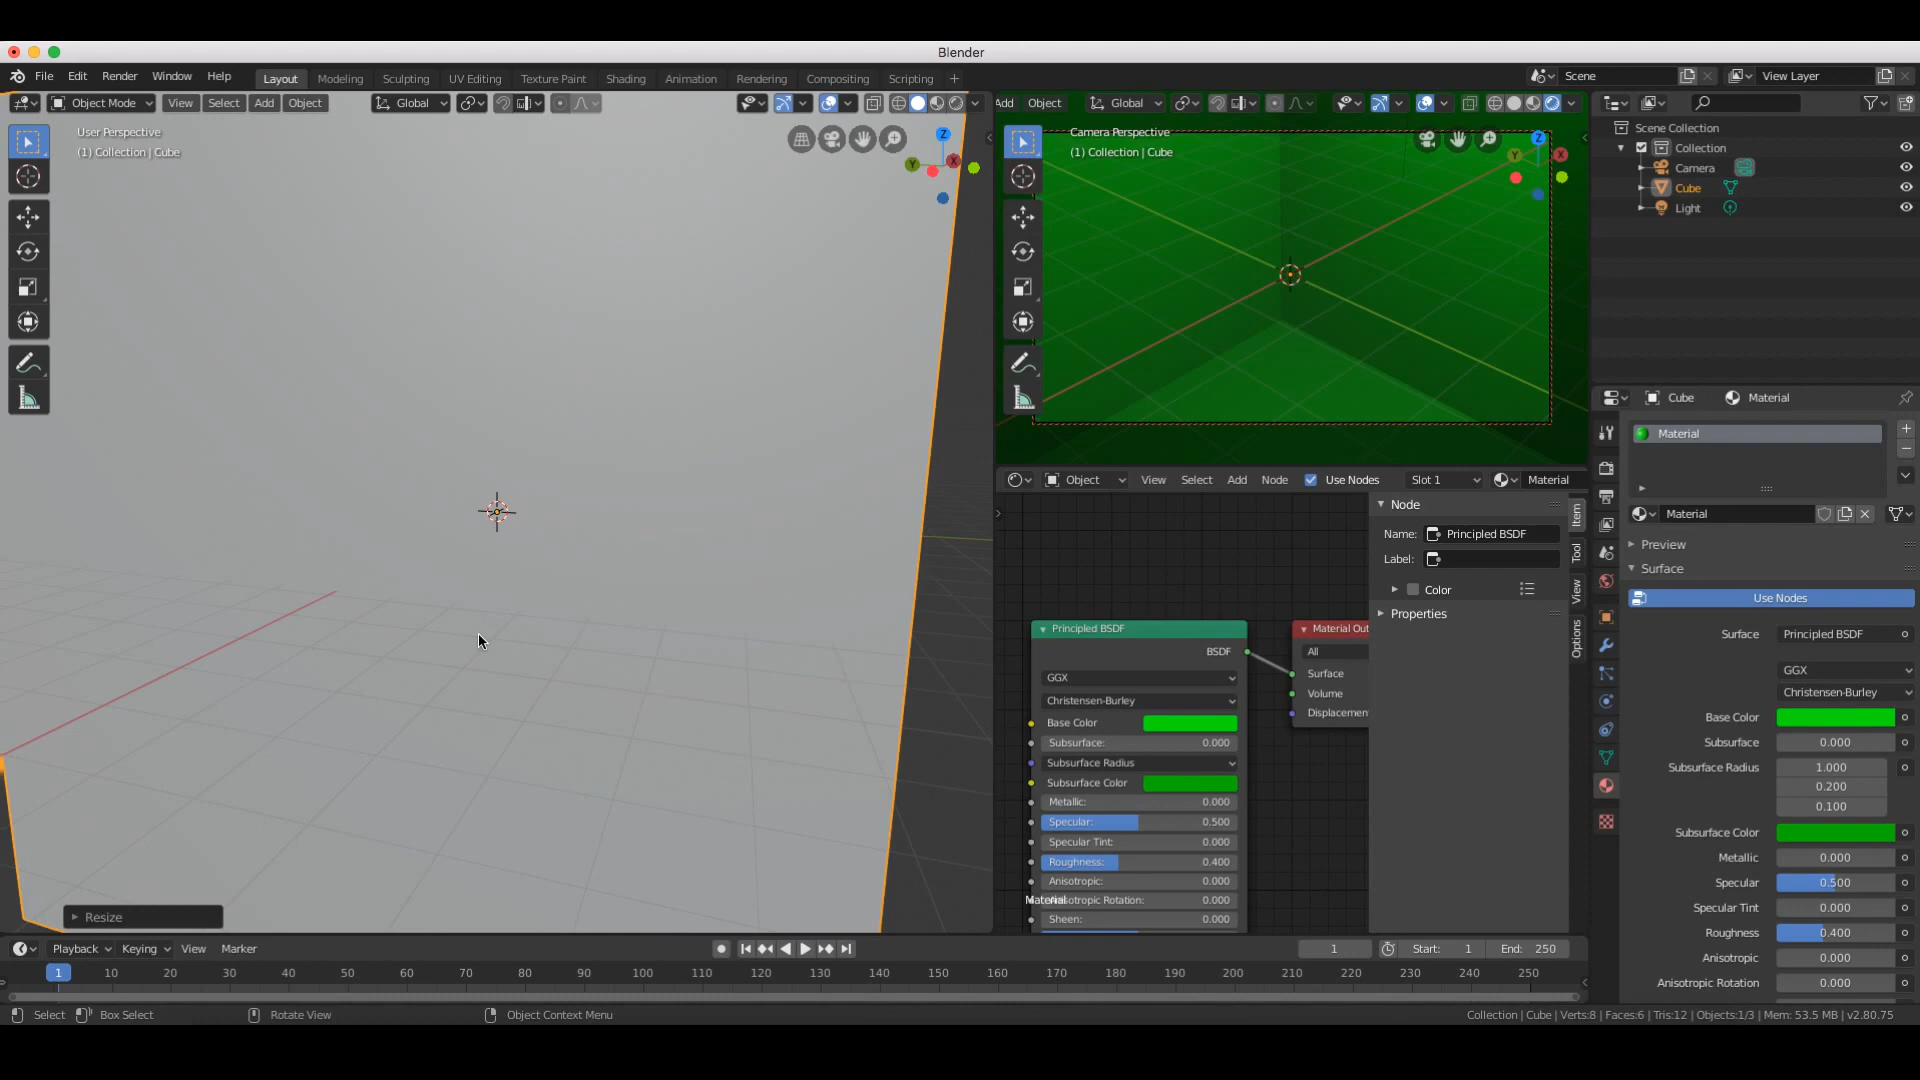 Blender
File Edit Render Window Help Layout Modeling Sculpting UV Editing Texture Paint Shading Animation Rendering Compositing Scripting + Scene View Layer
Object Mode View Select Add Object Global
User Perspective
(1) Collection | Cube
Z
Y X
Resize
Add Object Global
Camera Perspective
(1) Collection | Cube
Z
Y X
Object View Select Add Node Use Nodes Slot 1 Material
Principled BSDF
BSDF
GGX
Christensen-Burley
Base Color
Subsurface: 0.000
Subsurface Radius
Subsurface Color
Metallic: 0.000
Specular: 0.500
Specular Tint: 0.000
Roughness: 0.400
Anisotropic: 0.000
Material
Anisotropic Rotation: 0.000
Sheen: 0.000
Material Out
All
Surface
Volume
Displacement
Node
Name: Principled BSDF
Label:
Color
Properties
Item
Tool
View
Options
Scene Collection
Collection
Camera
Cube
Light
Cube Material
Material
Material
Preview
Surface
Use Nodes
Surface Principled BSDF
GGX
Christensen-Burley
Base Color
Subsurface 0.000
Subsurface Radius 1.000
0.200
0.100
Subsurface Color
Metallic 0.000
Specular 0.500
Specular Tint 0.000
Roughness 0.400
Anisotropic 0.000
Anisotropic Rotation 0.000
Playback Keying View Marker 1 Start: 1 End: 250
1 10 20 30 40 50 60 70 80 90 100 110 120 130 140 150 160 170 180 190 200 210 220 230 240 250
Select Box Select Rotate View Object Context Menu Collection | Cube | Verts:8 | Faces:6 | Tris:12 | Objects:1/3 | Mem: 53.5 MB | v2.80.75